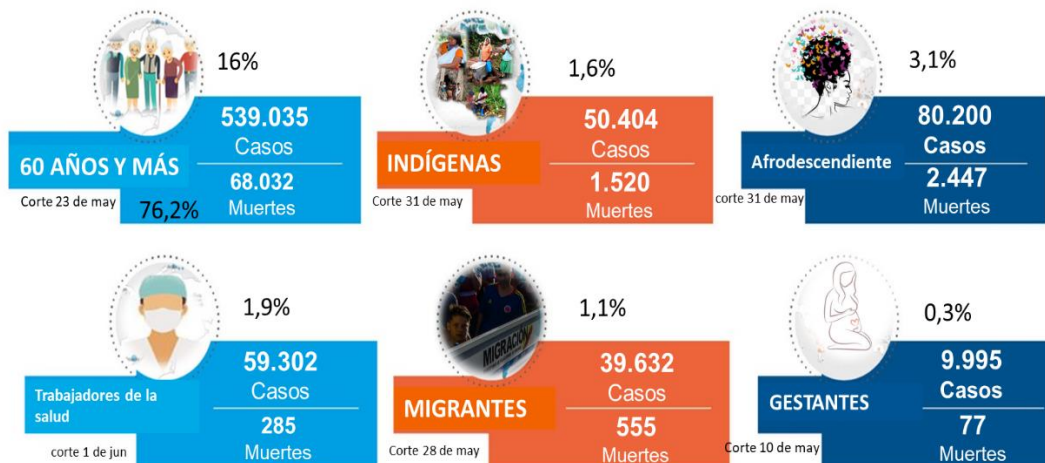 16%
539.035
Casos
60 AÑOS Y MÁS
68.032
Muertes
Corte 23 de may
76,2%
1,6%
50.404
Casos
INDÍGENAS
1.520
Muertes
Corte 31 de may
3,1%
80.200
Casos
Afrodescendiente
2.447
Muertes
corte 31 de may
1,9%
59.302
Casos
Trabajadores de la
salud
285
Muertes
corte 1 de jun
1,1%
MIGRACIÓN
39.632
Casos
MIGRANTES
555
Muertes
Corte 28 de may
0,3%
9.995
Casos
GESTANTES
77
Muertes
Corte 10 de may